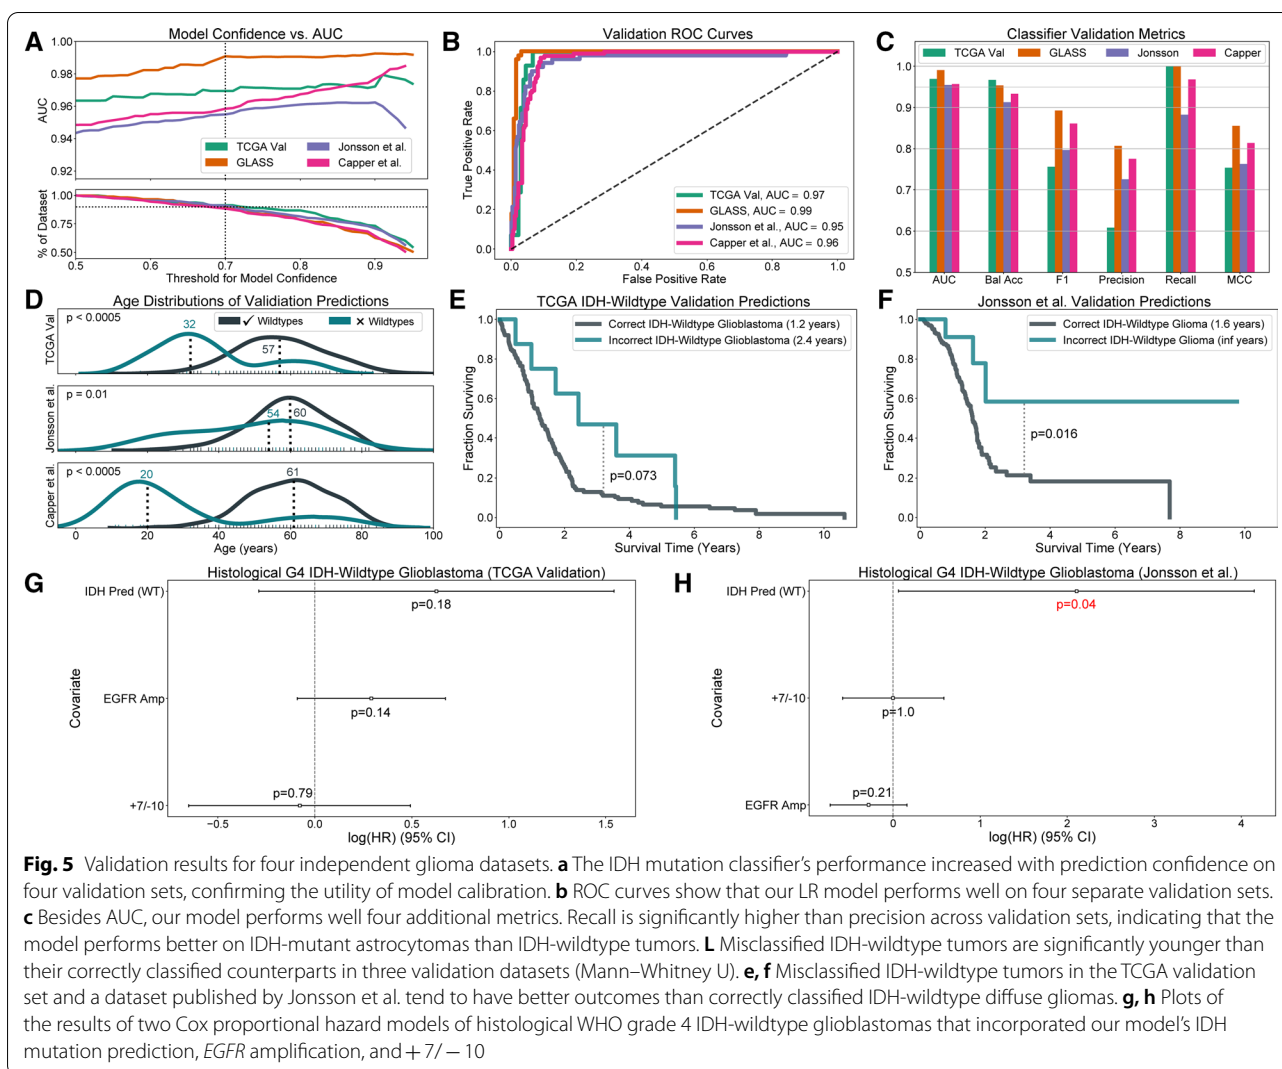 A
Model Confidence vs. AUC
1.00
0.98
0.96
0.94
0.92
AUC
TCGA Val
GLASS
Jonsson et al.
Capper et al.
1.00
0.75
0.50
% of Dataset
0.5
0.6
0.7
0.8
0.9
Threshold for Model Confidence
B
Validation ROC Curves
1.0
0.8
0.6
0.4
0.2
0.0
True Positive Rate
TCGA Val, AUC = 0.97
GLASS, AUC = 0.99
Jonsson et al., AUC = 0.95
Capper et al., AUC = 0.96
0.0
0.2
0.4
0.6
0.8
1.0
False Positive Rate
C
Classifier Validation Metrics
TCGA Val
GLASS
Jonsson
Capper
1.0
0.9
0.8
0.7
0.6
0.5
AUC
Bal Acc
F1
Precision
Recall
MCC
D
Age Distributions of Validation Predictions
TCGA Val
p < 0.0005
32
57
✓ Wildtypes
× Wildtypes
Jonsson et al.
p = 0.01
54
60
Capper et al.
p < 0.0005
20
61
0
20
40
60
80
100
Age (years)
E
TCGA IDH-Wildtype Validation Predictions
Correct IDH-Wildtype Glioblastoma (1.2 years)
Incorrect IDH-Wildtype Glioblastoma (2.4 years)
1.0
0.8
0.6
0.4
0.2
0.0
Fraction Surviving
p=0.073
0
2
4
6
8
10
Survival Time (Years)
F
Jonsson et al. Validation Predictions
Correct IDH-Wildtype Glioma (1.6 years)
Incorrect IDH-Wildtype Glioma (inf years)
1.0
0.8
0.6
0.4
0.2
0.0
Fraction Surviving
p=0.016
0
2
4
6
8
10
Survival Time (Years)
G
Histological G4 IDH-Wildtype Glioblastoma (TCGA Validation)
IDH Pred (WT)
p=0.18
EGFR Amp
p=0.14
+7/-10
p=0.79
Covariate
−0.5
0.0
0.5
1.0
1.5
log(HR) (95% CI)
H
Histological G4 IDH-Wildtype Glioblastoma (Jonsson et al.)
IDH Pred (WT)
p=0.04
+7/-10
p=1.0
EGFR Amp
p=0.21
Covariate
0
1
2
3
4
log(HR) (95% CI)
Fig. 5 Validation results for four independent glioma datasets. a The IDH mutation classifier's performance increased with prediction confidence on
four validation sets, confirming the utility of model calibration. b ROC curves show that our LR model performs well on four separate validation sets.
c Besides AUC, our model performs well four additional metrics. Recall is significantly higher than precision across validation sets, indicating that the
model performs better on IDH-mutant astrocytomas than IDH-wildtype tumors. L Misclassified IDH-wildtype tumors are significantly younger than
their correctly classified counterparts in three validation datasets (Mann–Whitney U). e, f Misclassified IDH-wildtype tumors in the TCGA validation
set and a dataset published by Jonsson et al. tend to have better outcomes than correctly classified IDH-wildtype diffuse gliomas. g, h Plots of
the results of two Cox proportional hazard models of histological WHO grade 4 IDH-wildtype glioblastomas that incorporated our model's IDH
mutation prediction, EGFR amplification, and + 7/ − 10